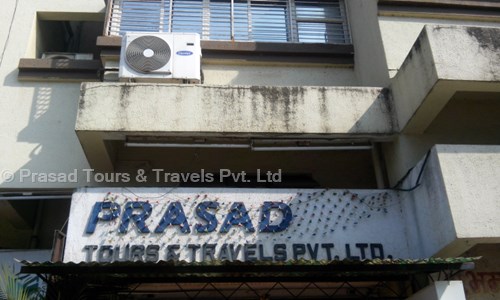 © Prasad Tours & Travels Pvt. Ltd
PRASAD
TOURS & TRAVELS PVT. LTD.